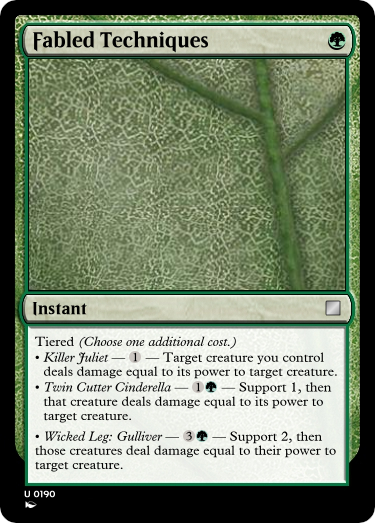 Fabled Techniques
Instant
Tiered (Choose one additional cost.)
• Killer Juliet — 1 — Target creature you control
deals damage equal to its power to target creature.
• Twin Cutter Cinderella — 1 — Support 1, then
that creature deals damage equal to its power to
target creature.
• Wicked Leg: Gulliver — 3 — Support 2, then
those creatures deal damage equal to their power to
target creature.
U 0190